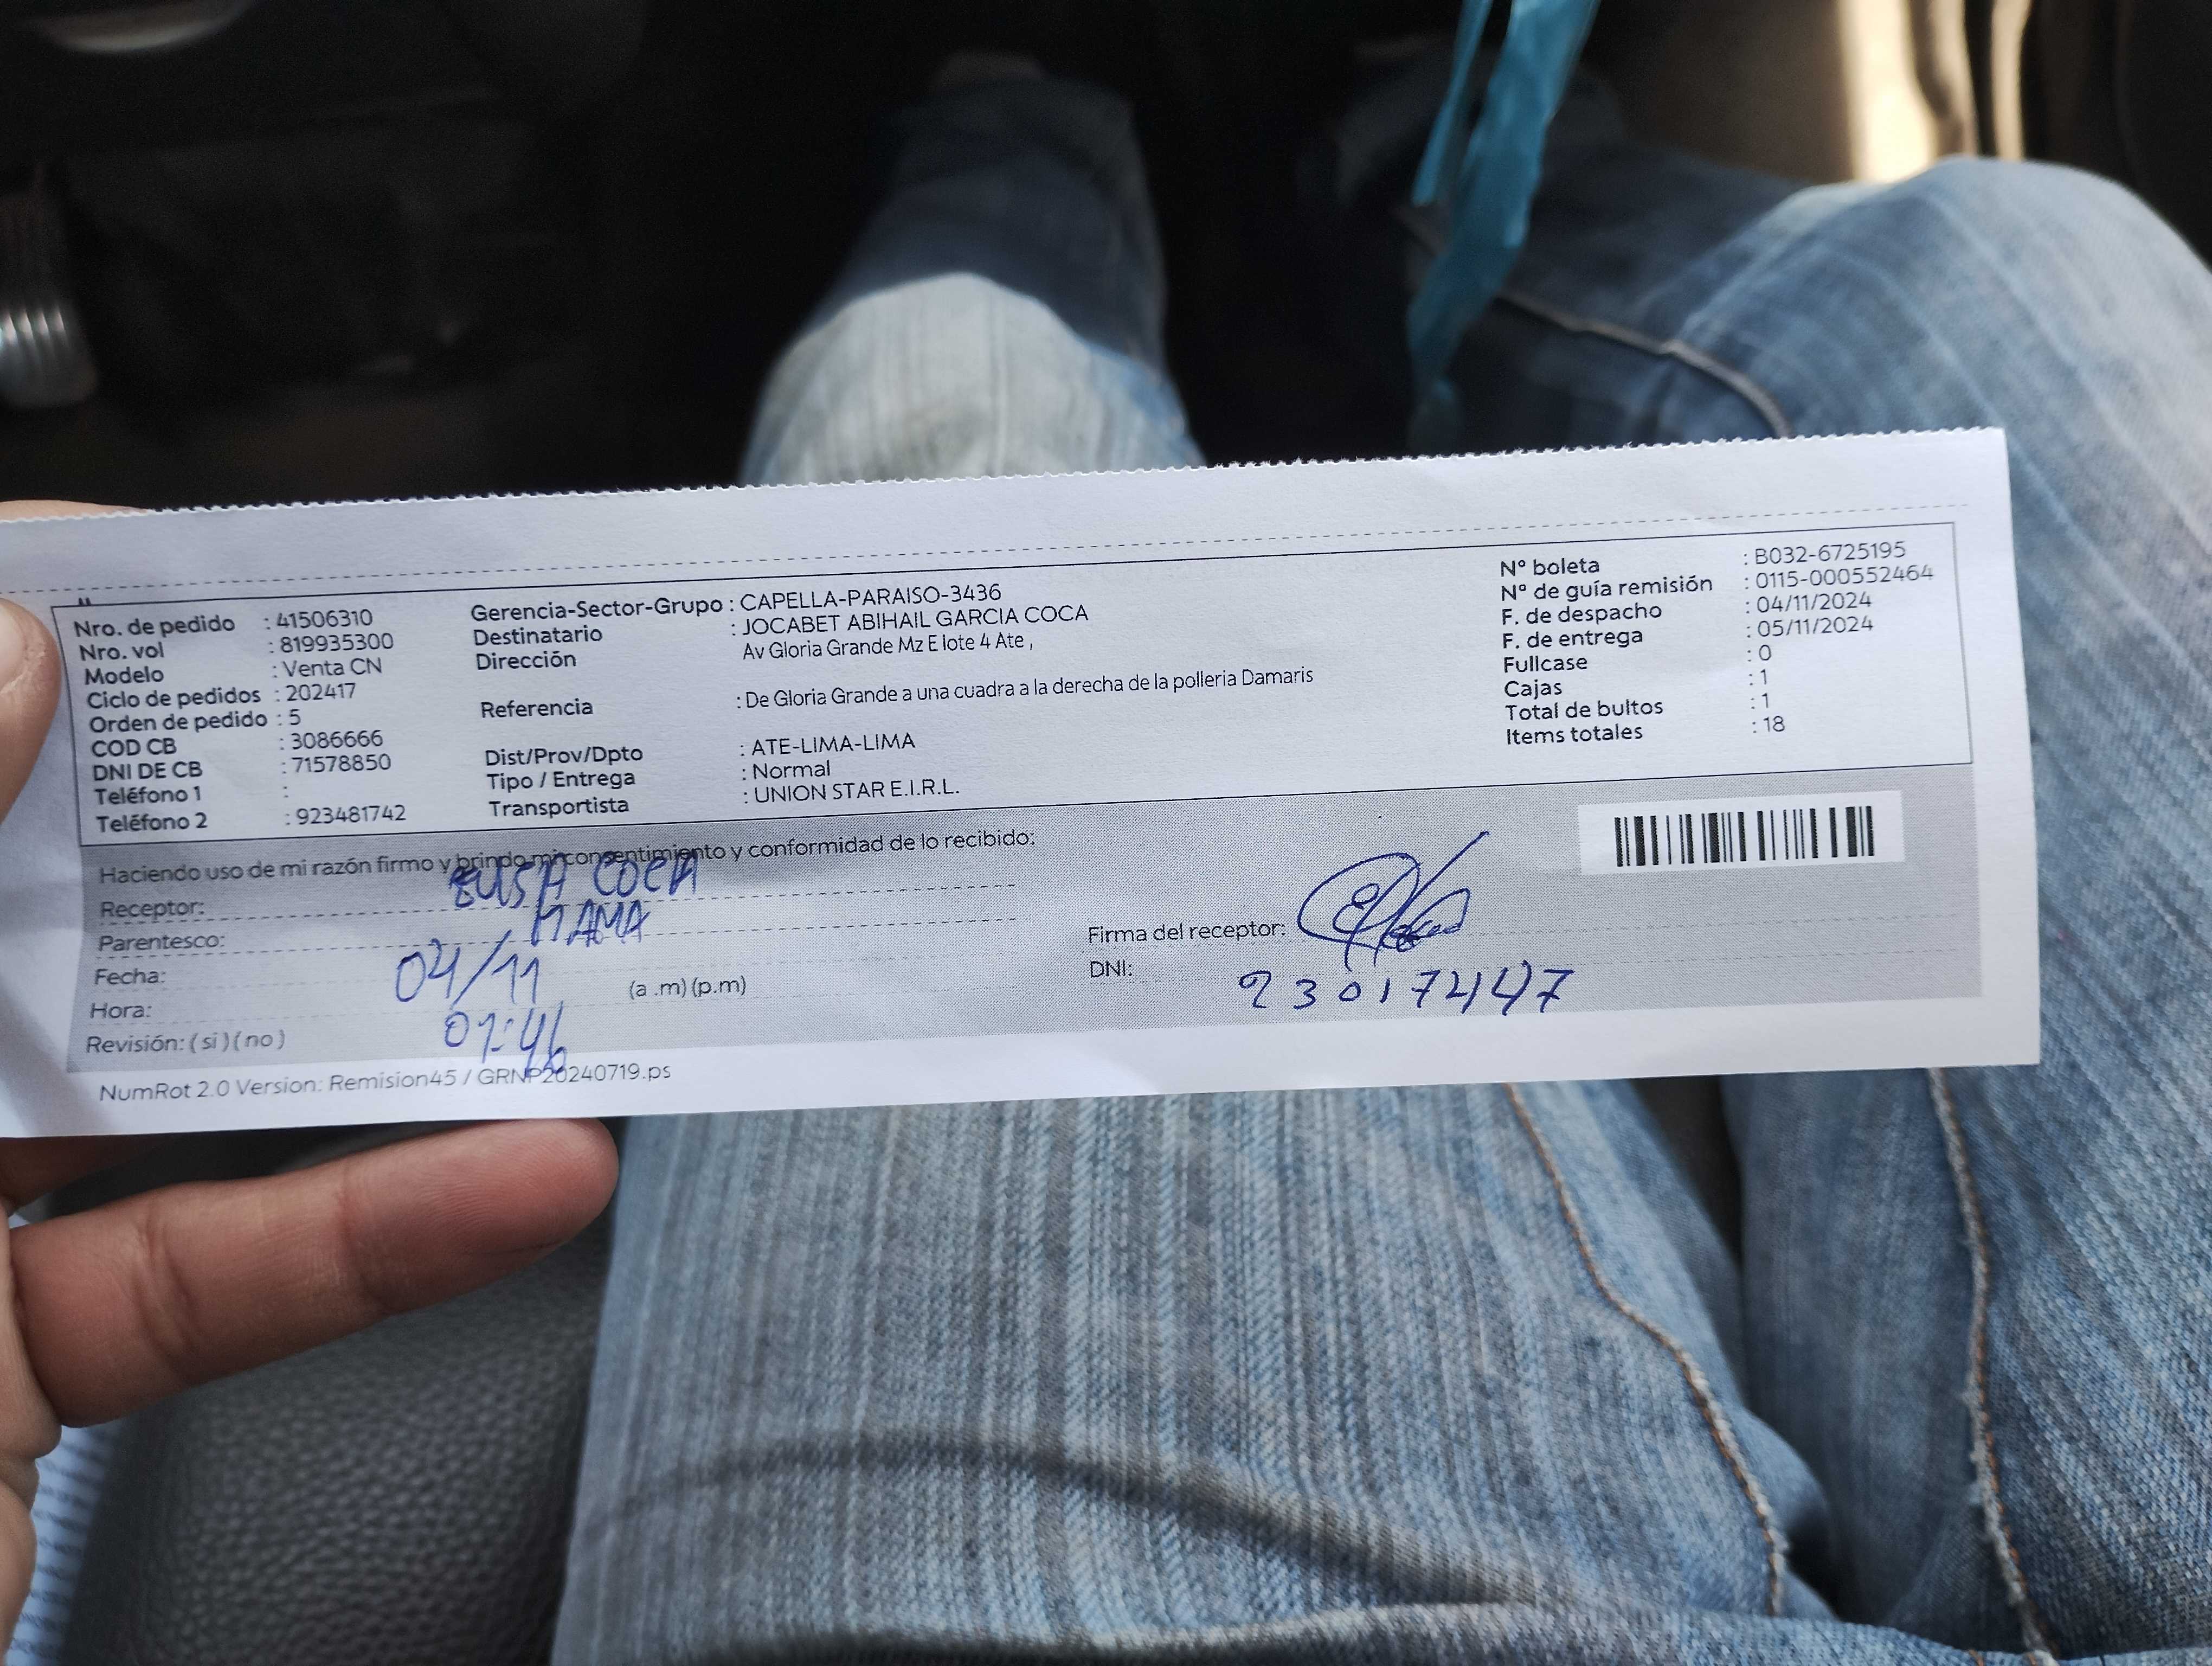 Nro. de pedido : 41506310
Nro. vol : 819935300
Modelo : Venta CN
Ciclo de pedidos : 202417
Orden de pedido : 5
COD CB : 3086666
DNI DE CB : 71578850
Teléfono 1 :
Teléfono 2 : 923481742
Gerencia-Sector-Grupo : CAPELLA-PARAISO-3436
Destinatario : JOCABET ABIHAIL GARCIA COCA
Dirección Av Gloria Grande Mz E lote 4 Ate ,
Referencia : De Gloria Grande a una cuadra a la derecha de la polleria Damaris
Dist/Prov/Dpto : ATE-LIMA-LIMA
Tipo / Entrega : Normal
Transportista : UNION STAR E.I.R.L.
N° boleta : B032-6725195
N° de guía remisión : 0115-000552464
F. de despacho : 04/11/2024
F. de entrega : 05/11/2024
Fullcase : 0
Cajas : 1
Total de bultos : 1
Items totales : 18
Haciendo uso de mi razón firmo y brindo mi consentimiento y conformidad de lo recibido:
Receptor: COCA
Parentesco: MAMA
Fecha: 04/11
Hora: (a .m) (p.m)
Revisión: ( si ) ( no )
Firma del receptor:
DNI:
NumRot 2.0 Version: Remision45 / GRNP20240719.ps